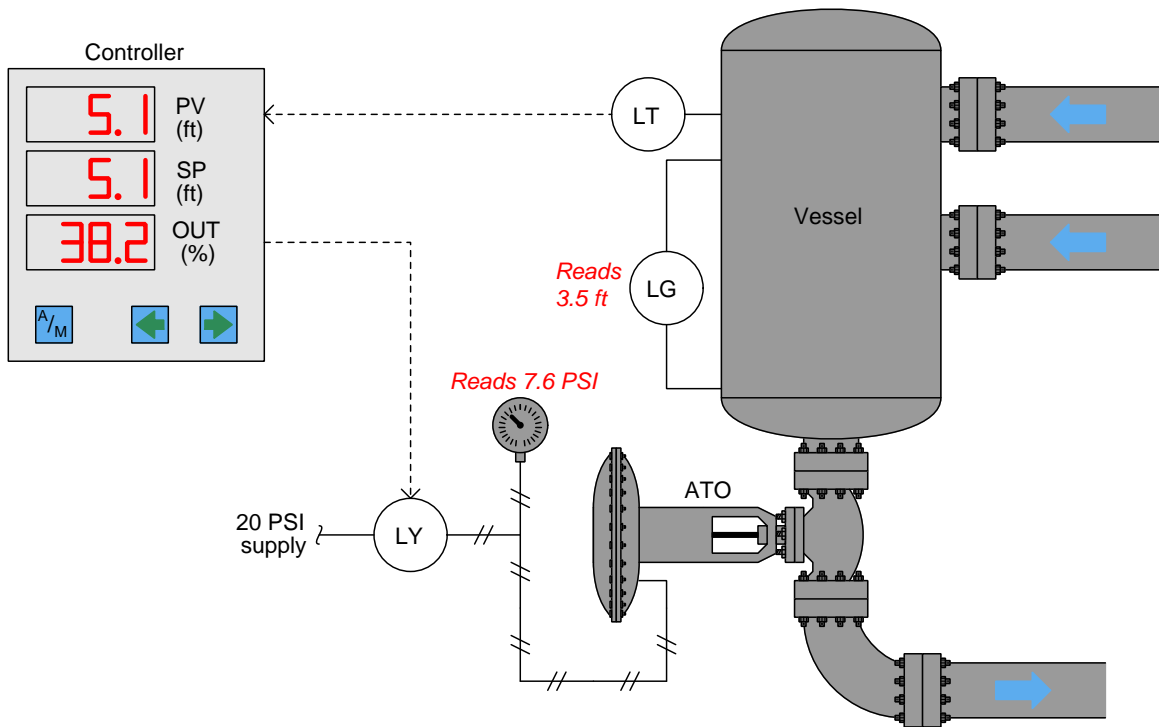 Controller
5.1
PV
(ft)
5.1
SP
(ft)
38.2
OUT
(%)
A/M
LT
Vessel
Reads
3.5 ft
LG
Reads 7.6 PSI
ATO
20 PSI
supply
LY